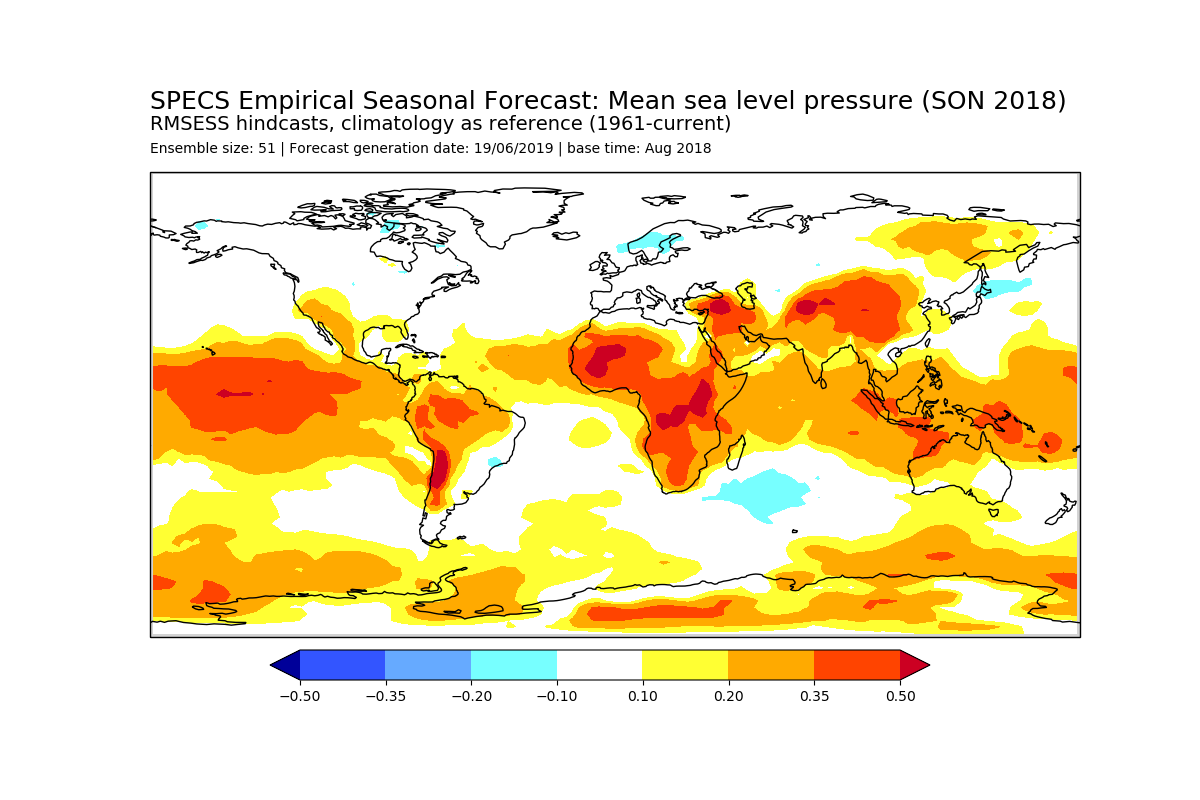 SPECS Empirical Seasonal Forecast: Mean sea level pressure (SON 2018)
RMSESS hindcasts, climatology as reference (1961-current)
Ensemble size: 51 | Forecast generation date: 19/06/2019 | base time: Aug 2018
−0.50 −0.35 −0.20 −0.10 0.10 0.20 0.35 0.50